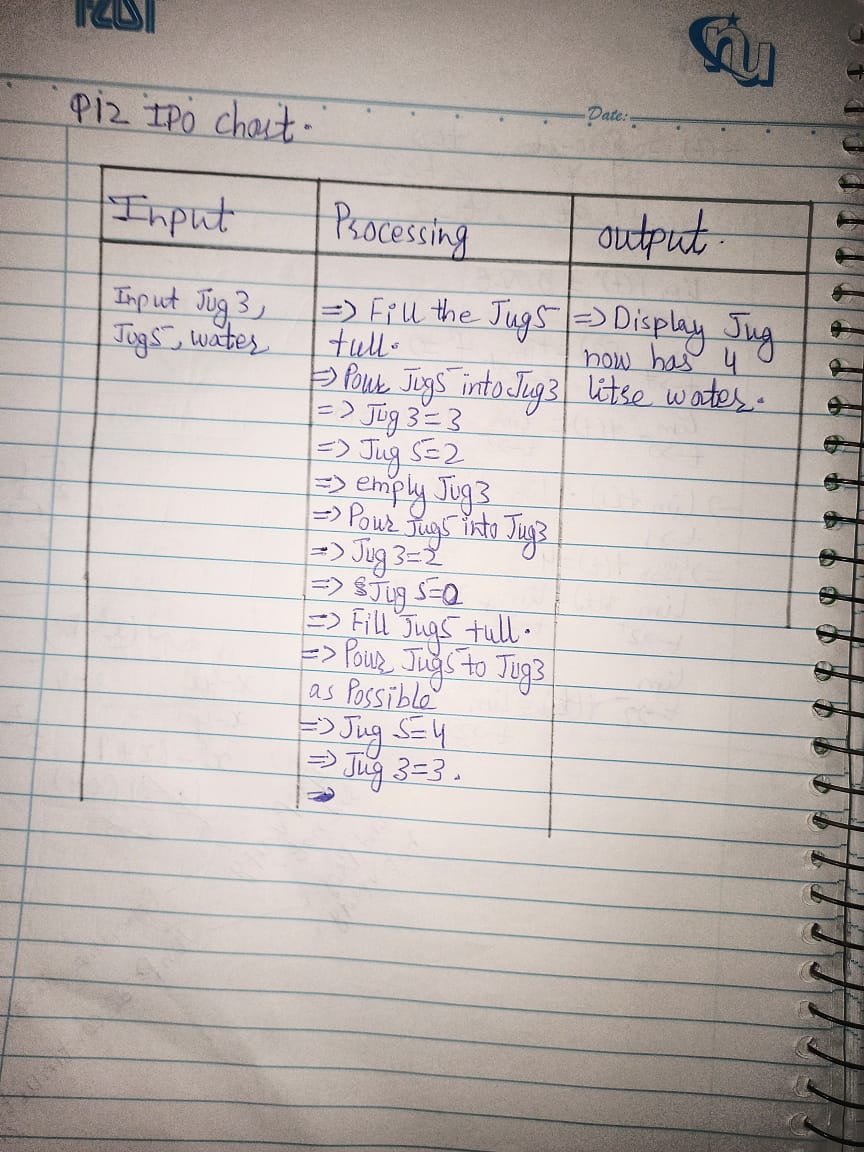 nu
Date:
Piz IPO chart.
Input
Processing
output.
Input Jug 3,
Jug5, water
=> Fill the Jug5
full.
=> Pour Jug5 into Jug3
=> Jug 3=3
=> Jug 5=2
=> empty Jug3
=> Pour Jug5 into Jug3
=> Jug 3=2
=> Jug 5=0
=> Fill Jug5 full.
=> Pour Jug5 to Jug3
as Possible
=> Jug 5=4
=> Jug 3=3.
=> Display Jug
now has 4
litre water.